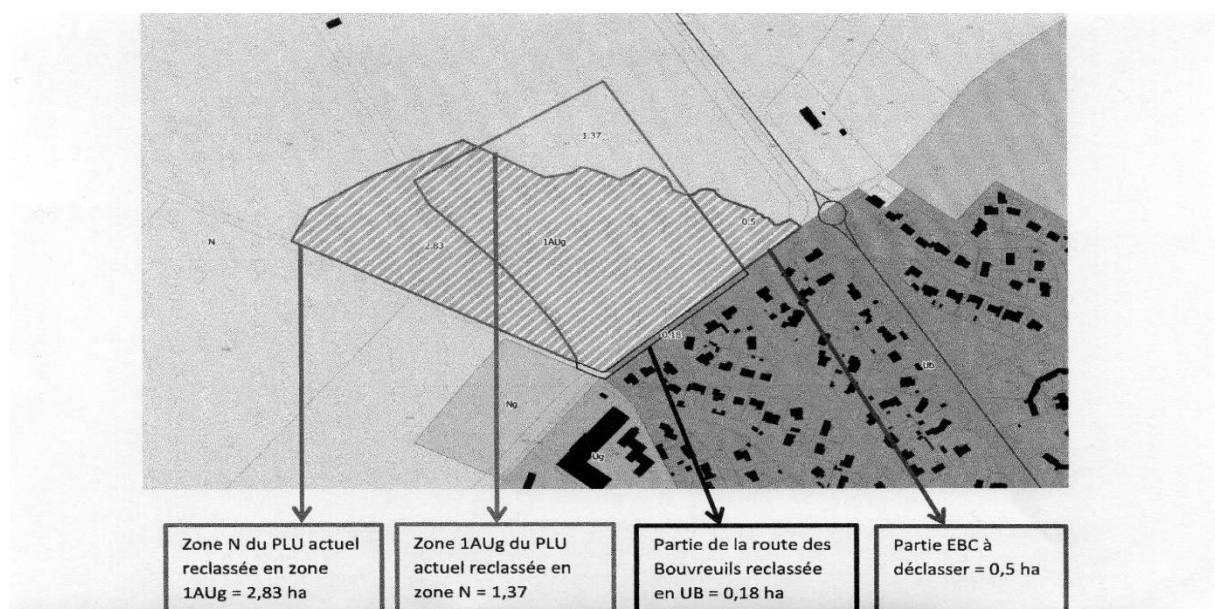 1.37
N
2.83
1AUg
0.5
0.18
Ub
Ng
Ug
Zone N du PLU actuel
reclassée en zone
1AUg = 2,83 ha
Zone 1AUg du PLU
actuel reclassée en
zone N = 1,37
Partie de la route des
Bouvreuils reclassée
en UB = 0,18 ha
Partie EBC à
déclasser = 0,5 ha